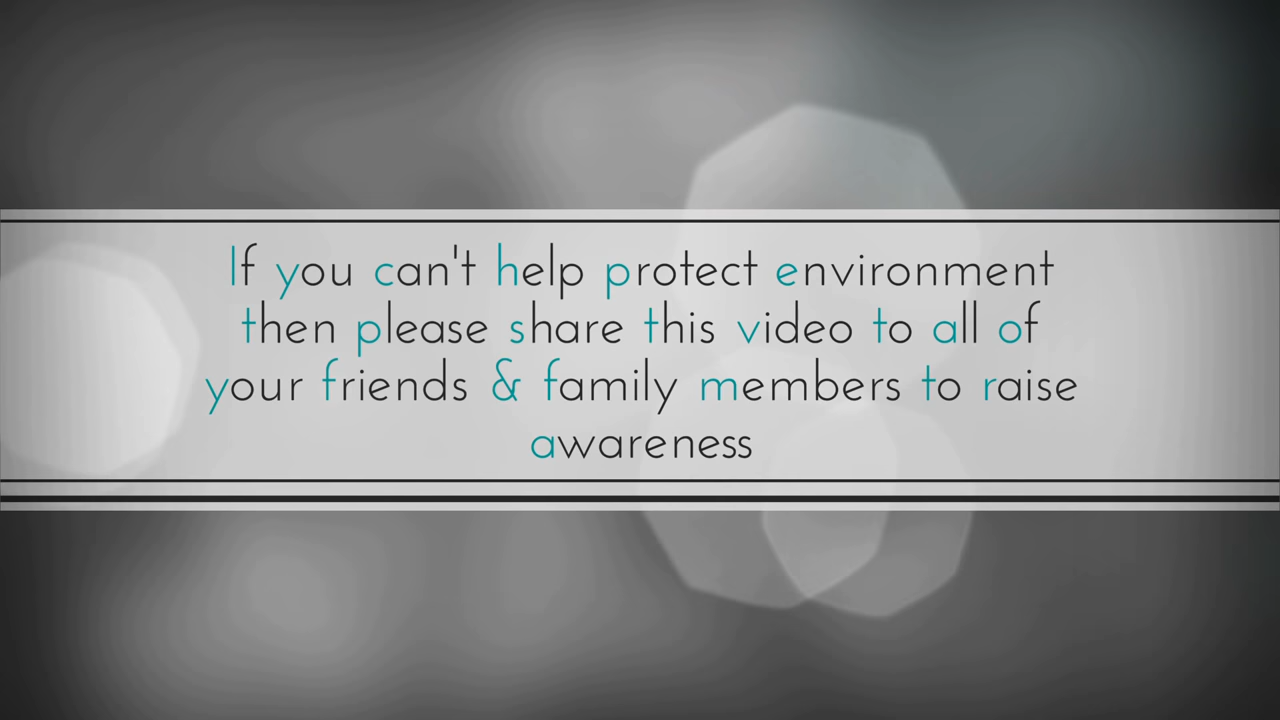 If you can't help protect environment
then please share this video to all of
your friends & family members to raise
awareness